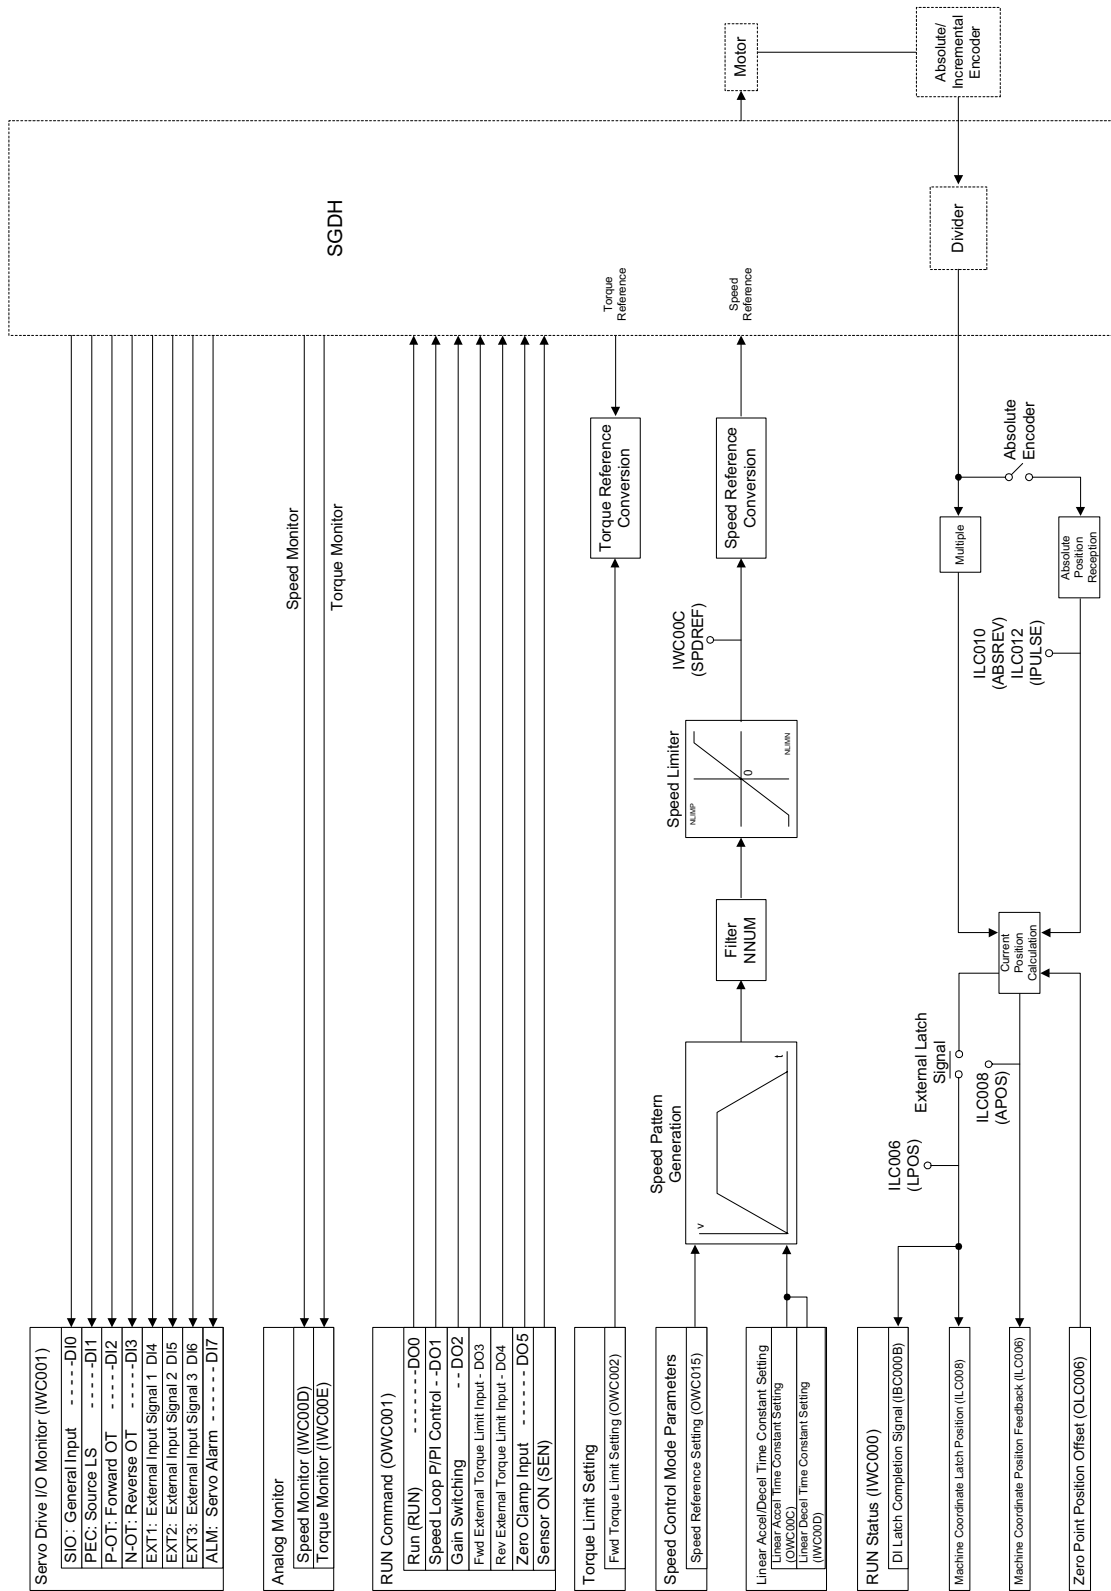 Servo Drive I/O Monitor (IWC001)
SIO: General Input -----DI0
PEC: Source LS -----DI1
P-OT: Forward OT -----DI2
N-OT: Reverse OT -----DI3
EXT1: External Input Signal 1 DI4
EXT2: External Input Signal 2 DI5
EXT3: External Input Signal 3 DI6
ALM: Servo Alarm ------DI7
Analog Monitor
Speed Monitor (IWC00D)
Torque Monitor (IWC00E)
Speed Monitor
Torque Monitor
SGDH
RUN Command (OWC001)
Run (RUN) -------DO0
Speed Loop P/PI Control --DO1
Gain Switching --DO2
Fwd External Torque Limit Input - DO3
Rev External Torque Limit Input - DO4
Zero Clamp Input ------DO5
Sensor ON (SEN)
Torque Limit Setting
Fwd Torque Limit Setting (OWC002)
Torque Reference
Conversion
Torque
Reference
Speed Control Mode Parameters
Speed Reference Setting (OWC015)
Linear Accel/Decel Time Constant Setting
Linear Accel Time Constant Setting
(OWC00C)
Linear Decel Time Constant Setting
(IWC00D)
Speed Pattern
Generation
V
t
Filter
NNUM
Speed Limiter
NLIMP
0
NLIMN
IWC00C
(SPDREF)
Speed Reference
Conversion
Speed
Reference
Motor
RUN Status (IWC000)
DI Latch Completion Signal (IBC000B)
Machine Coordinate Latch Position (ILC008)
Machine Coordinate Posiiton Feedback (ILC006)
Zero Point Position Offset (OLC006)
ILC006
(LPOS)
External Latch
Signal
ILC008
(APOS)
Current
Position
Calculation
ILC010
(ABSREV)
ILC012
(IPULSE)
Multiple
Absolute
Position
Reception
Absolute
Encoder
Divider
Absolute/
Incremental
Encoder